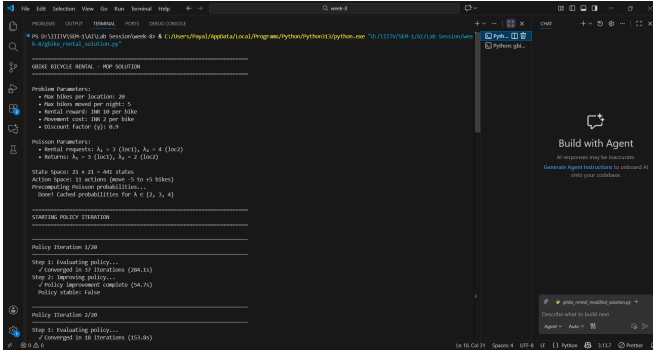 File Edit Selection View Go Run Terminal Help
week-8
PROBLEMS OUTPUT TERMINAL PORTS DEBUG CONSOLE
PS D:\IIITV\SEM-1\AI\Lab Session\week-8> & C:/Users/Payal/AppData/Local/Programs/Python/Python313/python.exe "d:/IIITV/SEM-1/AI/Lab Session/wee
k-8/gbike_rental_solution.py"
GBIKE BICYCLE RENTAL - MDP SOLUTION
Problem Parameters:
• Max bikes per location: 20
• Max bikes moved per night: 5
• Rental reward: INR 10 per bike
• Movement cost: INR 2 per bike
• Discount factor (γ): 0.9
Poisson Parameters:
• Rental requests: λ₁ = 3 (loc1), λ₂ = 4 (loc2)
• Returns: λ₁ = 3 (loc1), λ₂ = 2 (loc2)
State Space: 21 × 21 = 441 states
Action Space: 11 actions (move -5 to +5 bikes)
Precomputing Poisson probabilities...
Done! Cached probabilities for λ ∈ {2, 3, 4}
STARTING POLICY ITERATION
Policy Iteration 1/20
Step 1: Evaluating policy...
✓ Converged in 37 iterations (284.1s)
Step 2: Improving policy...
✓ Policy improvement complete (54.7s)
Policy stable: False
Policy Iteration 2/20
Step 1: Evaluating policy...
✓ Converged in 18 iterations (153.8s)
Pyth...
Python: gbi...
CHAT
Build with Agent
AI responses may be inaccurate.
Generate Agent Instructions to onboard AI
onto your codebase.
gbike_rental_modified_solution.py +
Describe what to build next
Agent Auto
0 0
Ln 10, Col 31 Spaces: 4 UTF-8 LF {} Python 3.13.7 Prettier